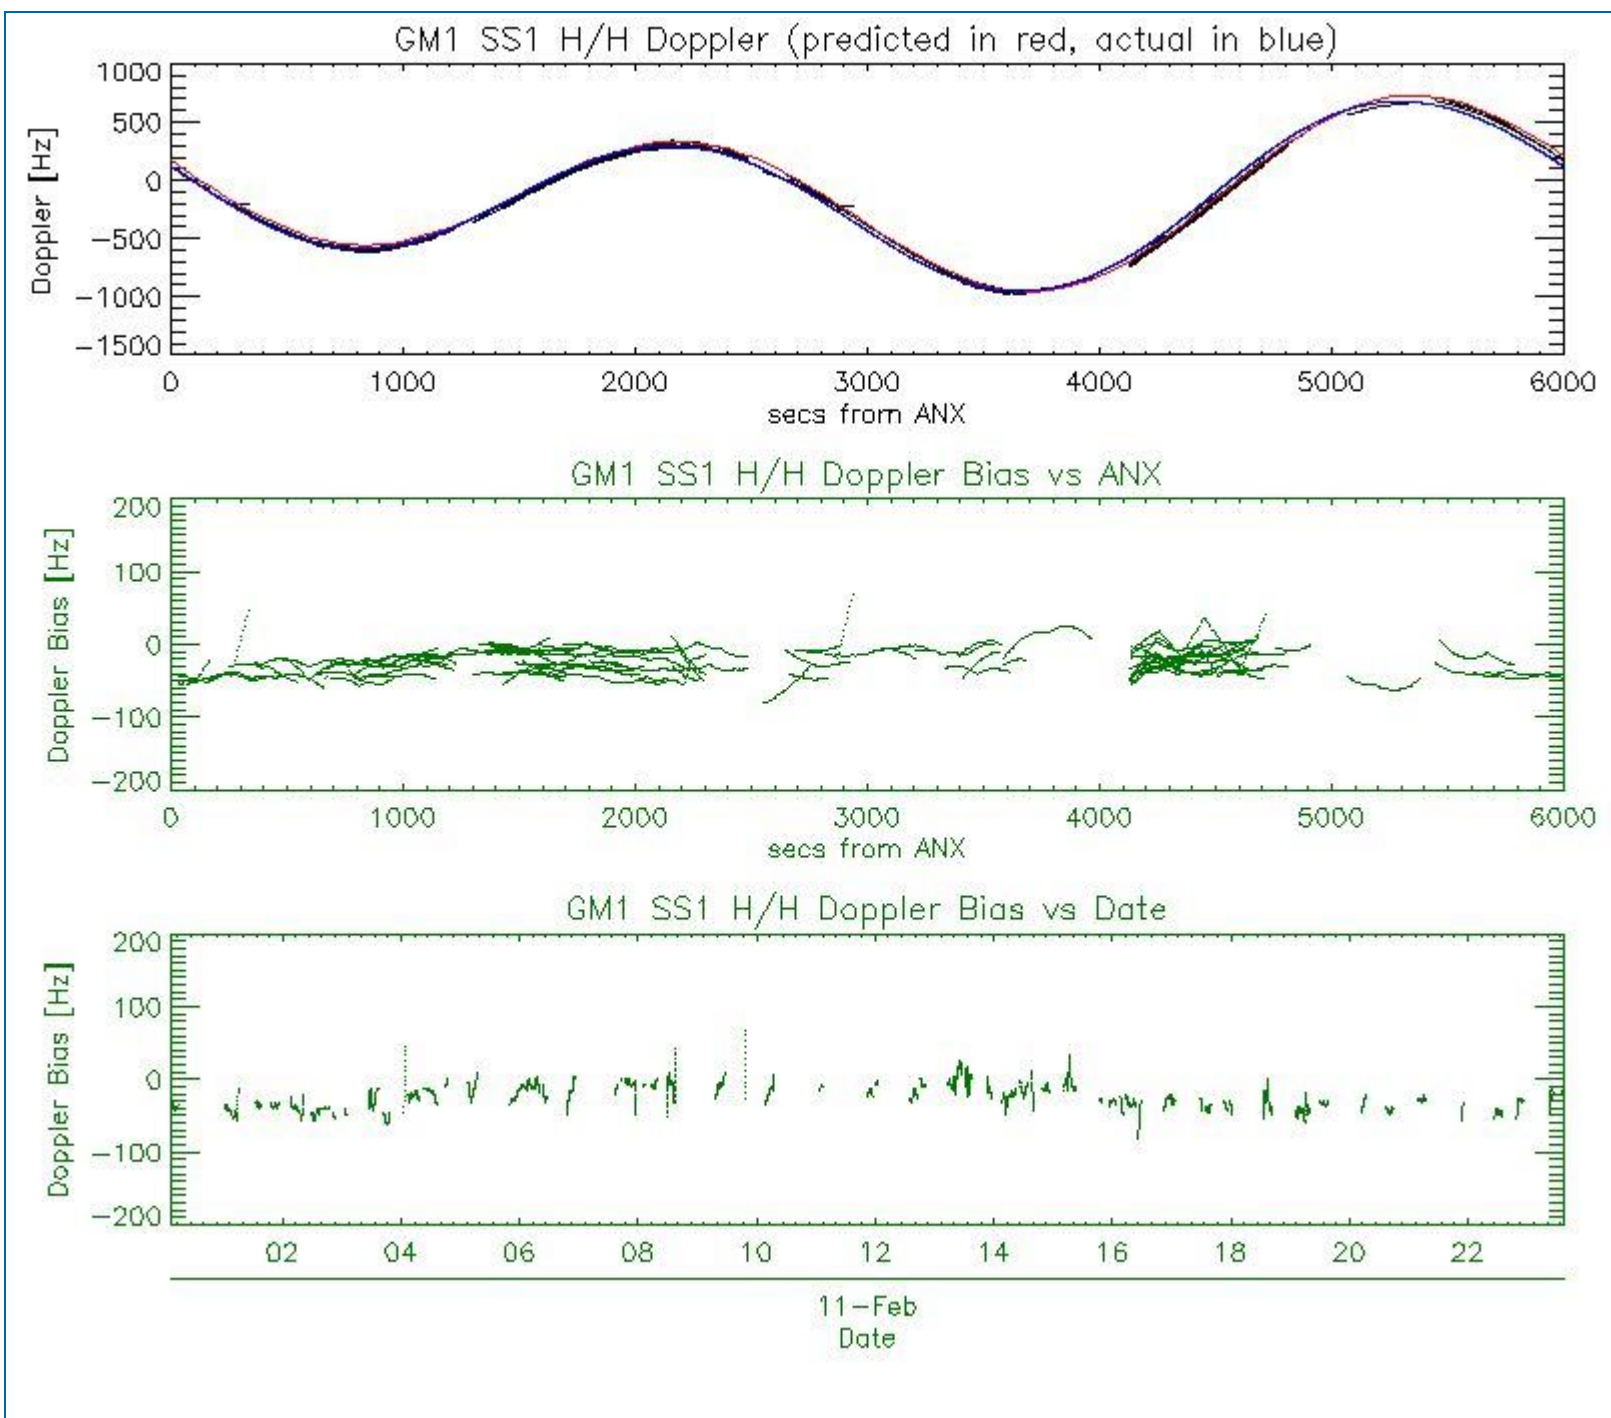 GM1 SS1 H/H Doppler (predicted in red, actual in blue)
Doppler [Hz]
1000
500
0
−500
−1000
−1500
0 1000 2000 3000 4000 5000 6000
secs from ANX
GM1 SS1 H/H Doppler Bias vs ANX
Doppler Bias [Hz]
200
100
0
−100
−200
0 1000 2000 3000 4000 5000 6000
secs from ANX
GM1 SS1 H/H Doppler Bias vs Date
Doppler Bias [Hz]
200
100
0
−100
−200
02 04 06 08 10 12 14 16 18 20 22
11−Feb
Date